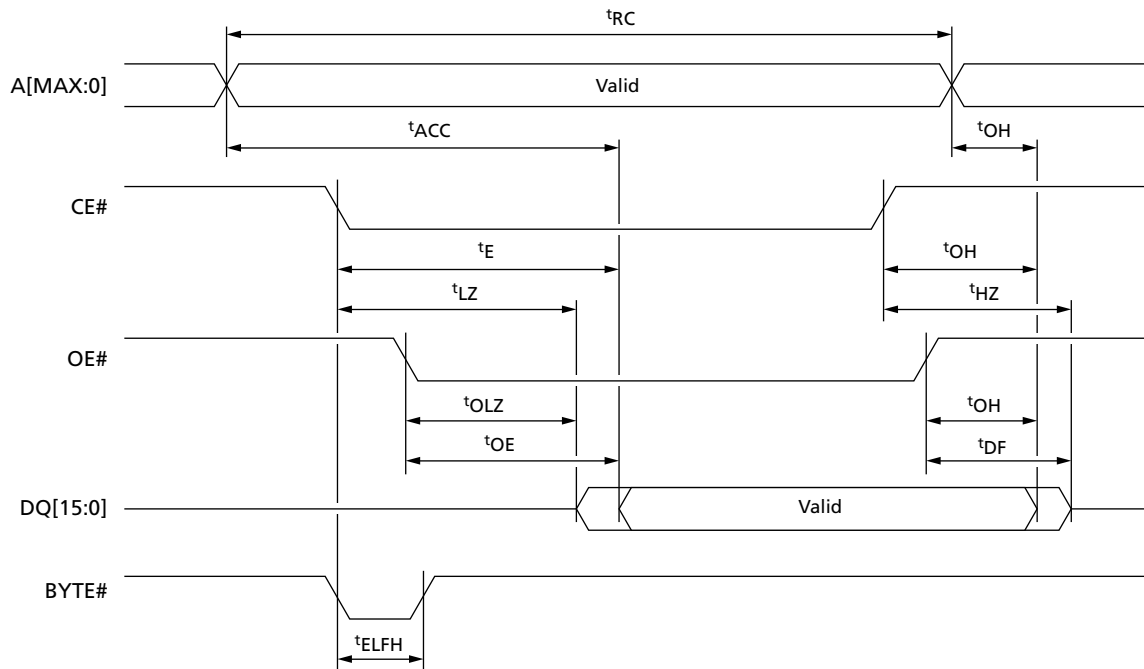 tRC
A[MAX:0]
Valid
tACC
tOH
CE#
tE
tOH
tLZ
tHZ
OE#
tOLZ
tOH
tOE
tDF
DQ[15:0]
Valid
BYTE#
tELFH